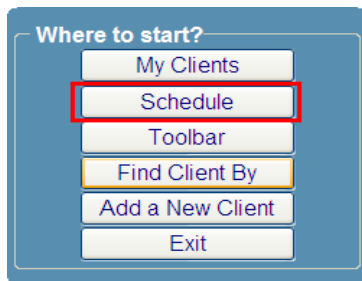 Where to start?
My Clients
Schedule
Toolbar
Find Client By
Add a New Client
Exit